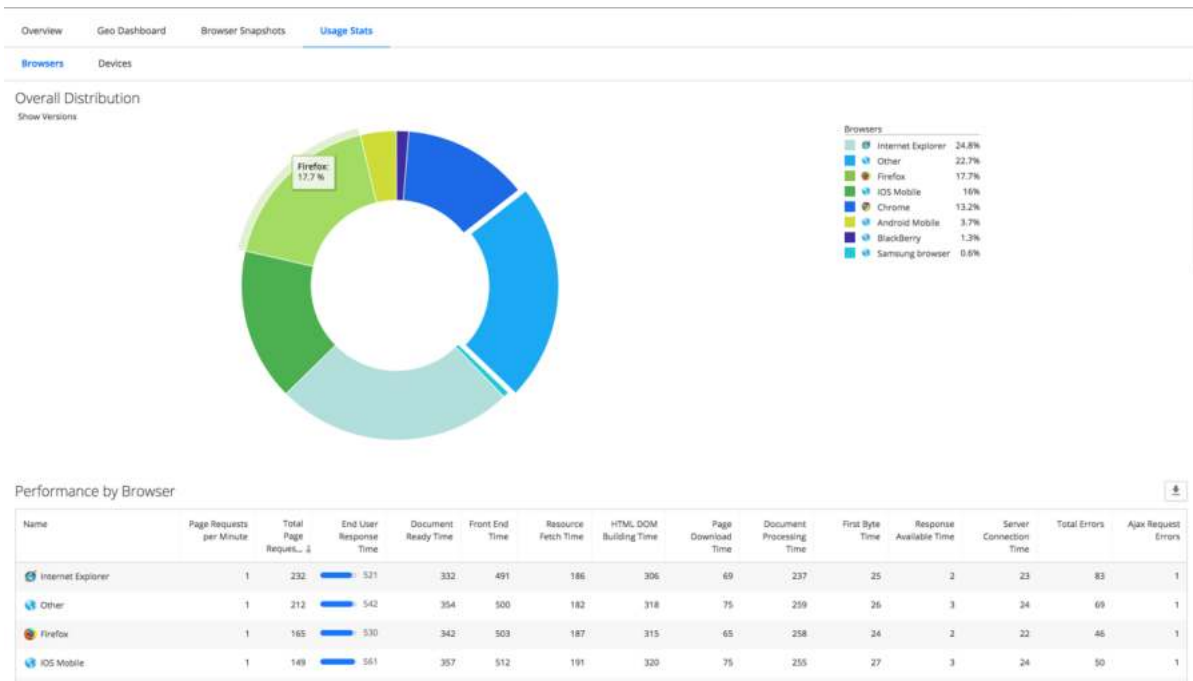 Overview Geo Dashboard Browser Snapshots Usage Stats
Browsers Devices
Overall Distribution
Show Versions
Firefox:
17.7 %
Browsers
Internet Explorer 24.8%
Other 22.7%
Firefox 17.7%
IOS Mobile 16%
Chrome 13.2%
Android Mobile 3.7%
BlackBerry 1.3%
Samsung browser 0.6%
Performance by Browser
Name Page Requests per Minute Total Page Reques... End User Response Time Document Ready Time Front End Time Resource Fetch Time HTML DOM Building Time Page Download Time Document Processing Time First Byte Time Response Available Time Server Connection Time Total Errors Ajax Request Errors
Internet Explorer 1 232 521 332 491 186 306 69 237 25 2 23 83 1
Other 1 212 542 354 500 182 318 75 259 26 3 24 69 1
Firefox 1 165 530 342 503 187 315 65 258 24 2 22 46 1
IOS Mobile 1 149 561 357 512 191 320 75 255 27 3 24 50 1